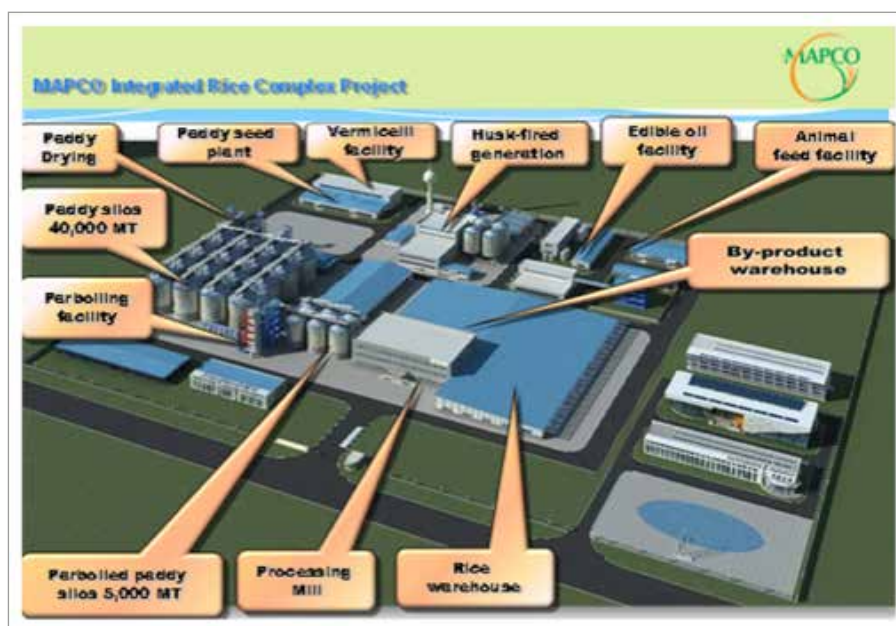 MAPCO
MAPCO Integrated Rice Complex Project
Paddy
Drying
Paddy seed
plant
Vermicelli
facility
Husk-fired
generation
Edible oil
facility
Animal
feed facility
Paddy silos
40,000 MT
By-product
warehouse
Parboiling
facility
Parboiled paddy
silos 5,000 MT
Processing
Mill
Rice
warehouse